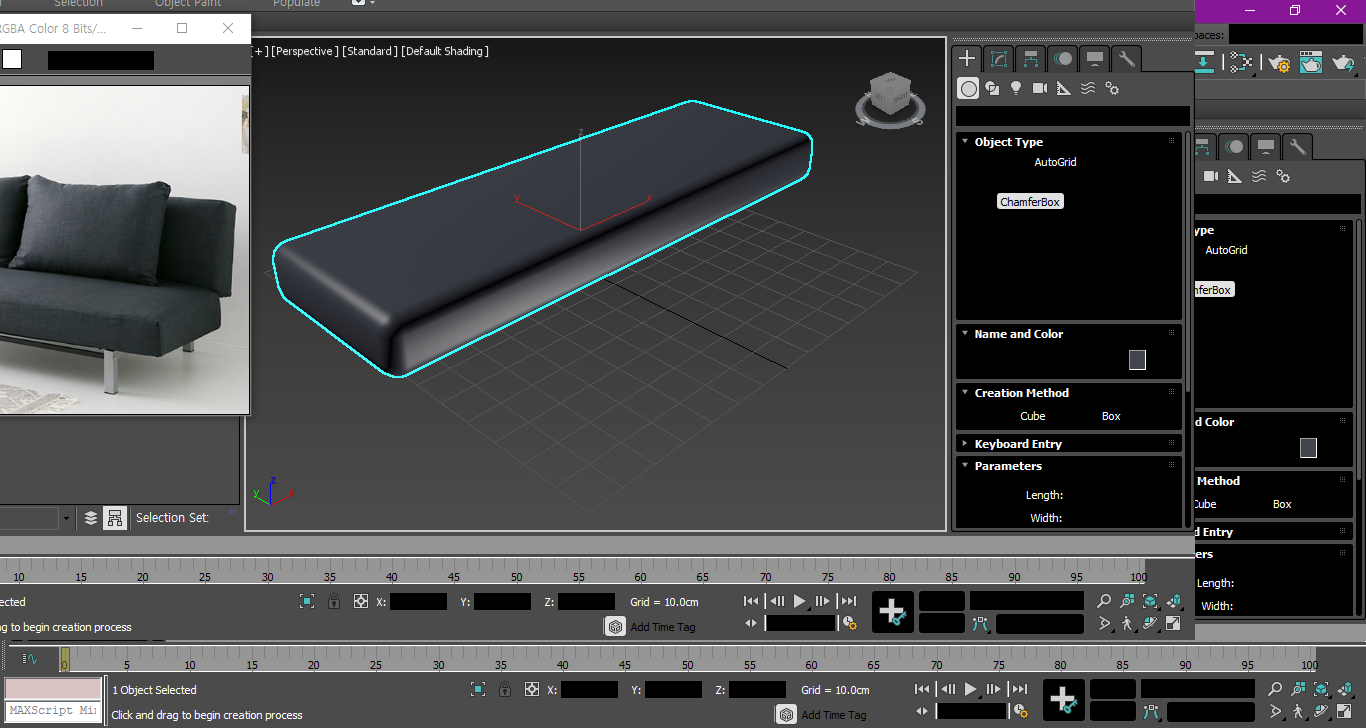 Selection
Object Paint
Populate
RGBA Color 8 Bits/...
[+] [Perspective] [Standard] [Default Shading]
Object Type
AutoGrid
ChamferBox
Name and Color
Creation Method
Cube
Box
Keyboard Entry
Parameters
Length:
Width:
z
y
x
z
y
x
Selection Set:
10 15 20 25 30 35 40 45 50 55 60 65 70 75 80 85 90 95 100
ected
X:
Y:
Z:
Grid = 10.0cm
ng to begin creation process
Add Time Tag
paces:
ype
AutoGrid
mferBox
d Color
Method
Cube
Box
d Entry
ers
Length:
Width:
0 5 10 15 20 25 30 35 40 45 50 55 60 65 70 75 80 85 90 95 100
1 Object Selected
X:
Y:
Z:
Grid = 10.0cm
MAXScript Mi
Click and drag to begin creation process
Add Time Tag